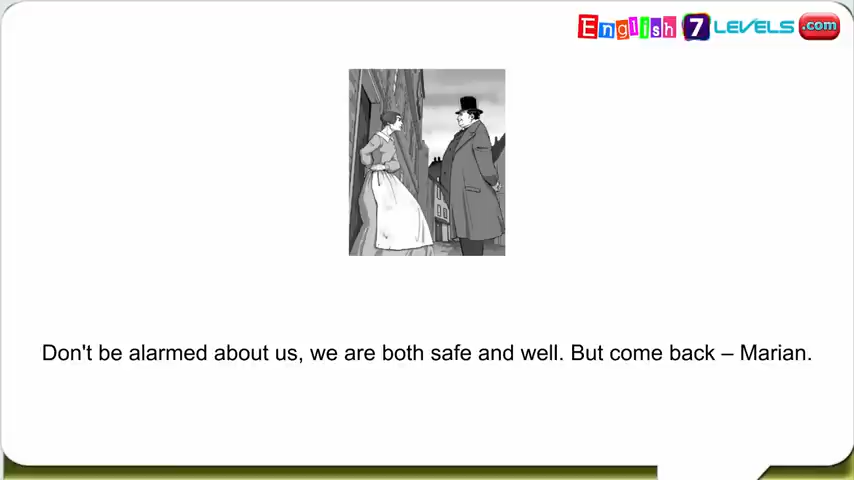 English 7 LEVELS .com
Don't be alarmed about us, we are both safe and well. But come back – Marian.